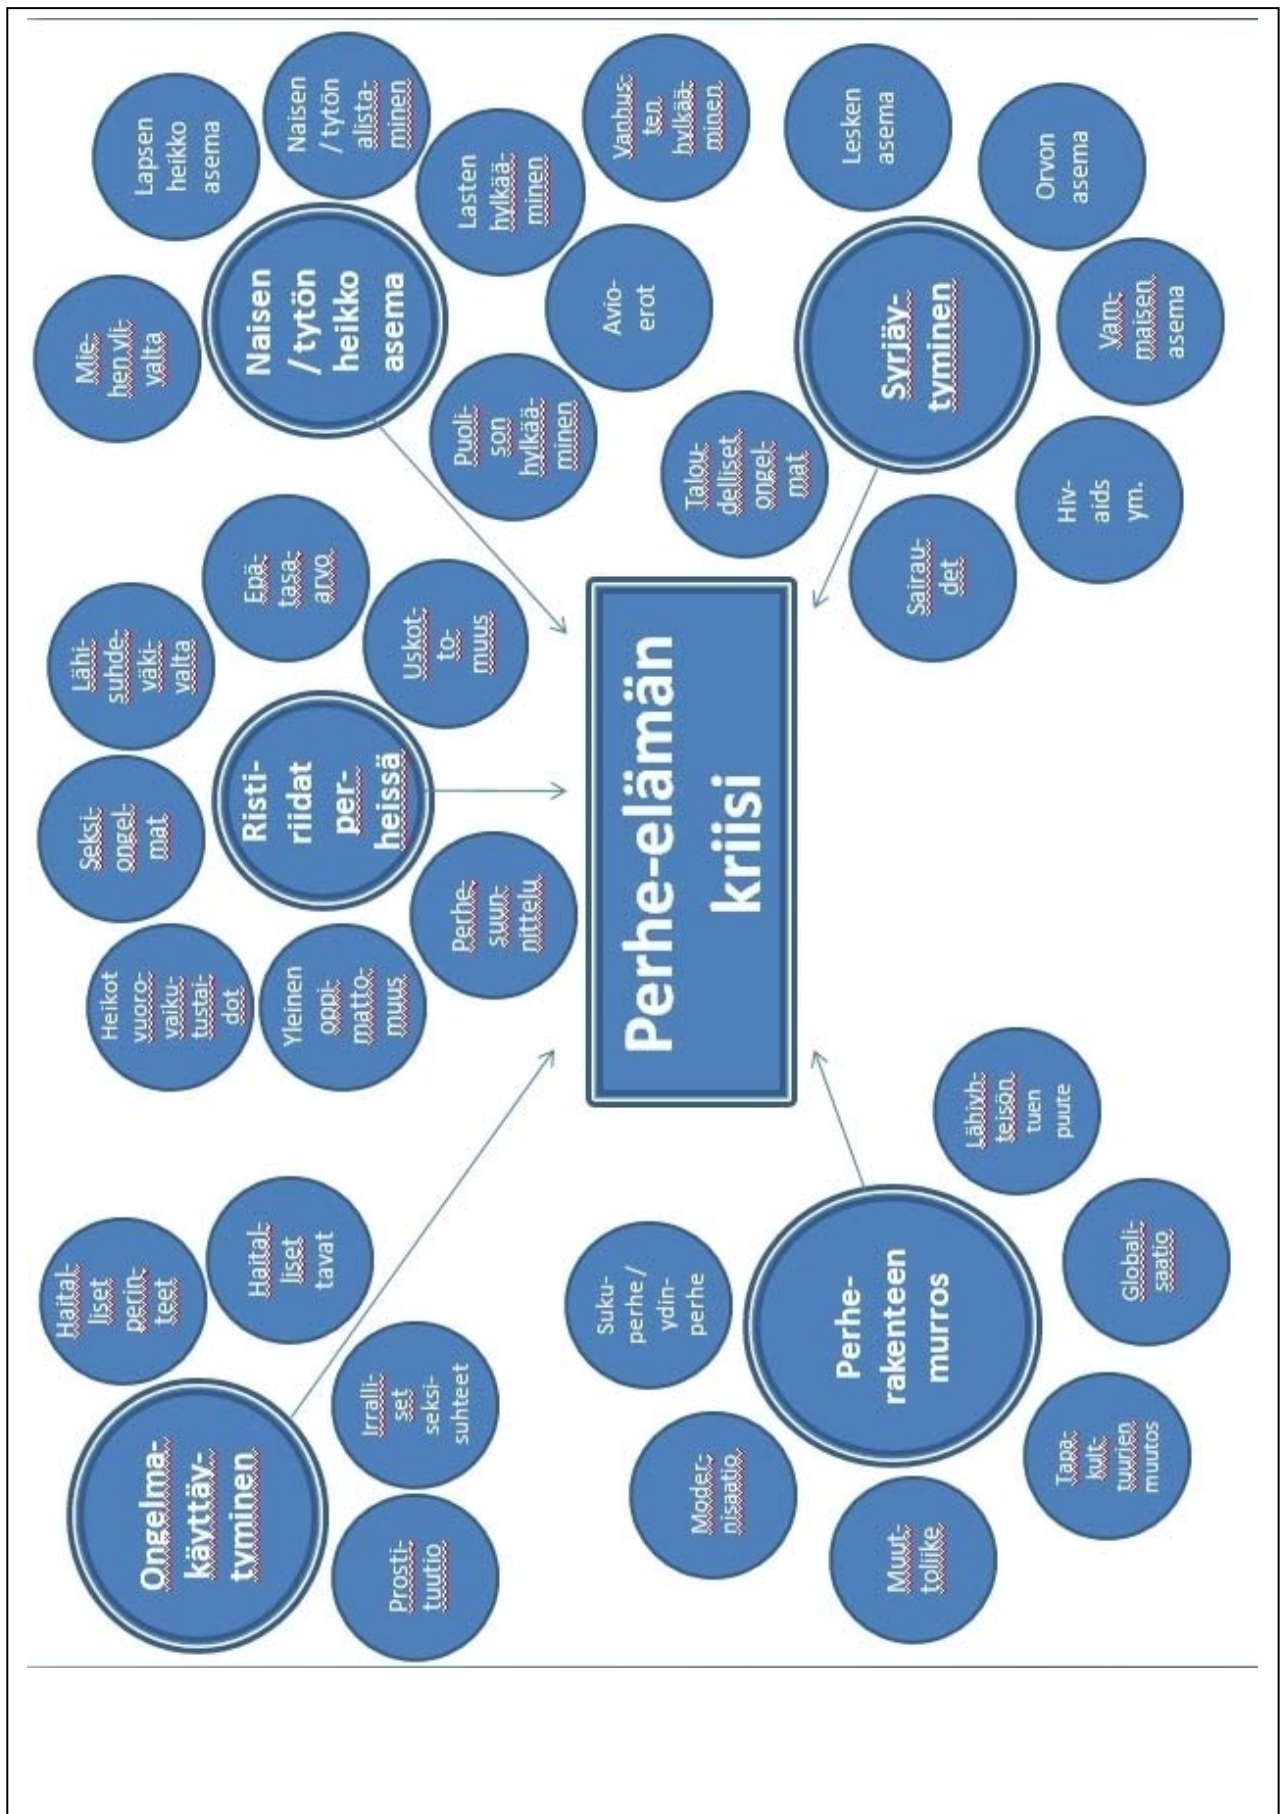 Ongelma-
käyttäy-
tyminen
Haital-
liset
perin-
teet
Haital-
liset
tavat
Irralli-
set
seksi-
suhteet
Prosti-
tuutio
Risti-
riidat
per-
heissä
Heikot
vuoro-
vaiku-
tustai-
dot
Seksi-
ongel-
mat
Lähi-
suhde-
väki-
valta
Epä-
tasa-
arvo
Uskot-
to-
muus
Yleinen
oppi-
matto-
muus
Perhe-
suun-
nittelu
Naisen
/ tytön
heikko
asema
Mie-
hen yli-
valta
Lapsen
heikko
asema
Naisen
/ tytön
alista-
minen
Lasten
hylkää-
minen
Puoli-
son
hylkää-
minen
Avio-
erot
Vanhus-
ten
hylkää-
minen
Perhe-elämän
kriisi
Perhe-
rakenteen
murros
Suku-
perhe /
ydin-
perhe
Moder-
nisaatio
Muut-
toliike
Tapa-
kult-
tuurien
muutos
Globali-
saatio
Lähiyh-
teisön
tuen
puute
Syrjäy-
tyminen
Talou-
delliset
ongel-
mat
Sairau-
det
Hiv-
aids
ym.
Vam-
maisen
asema
Orvon
asema
Lesken
asema